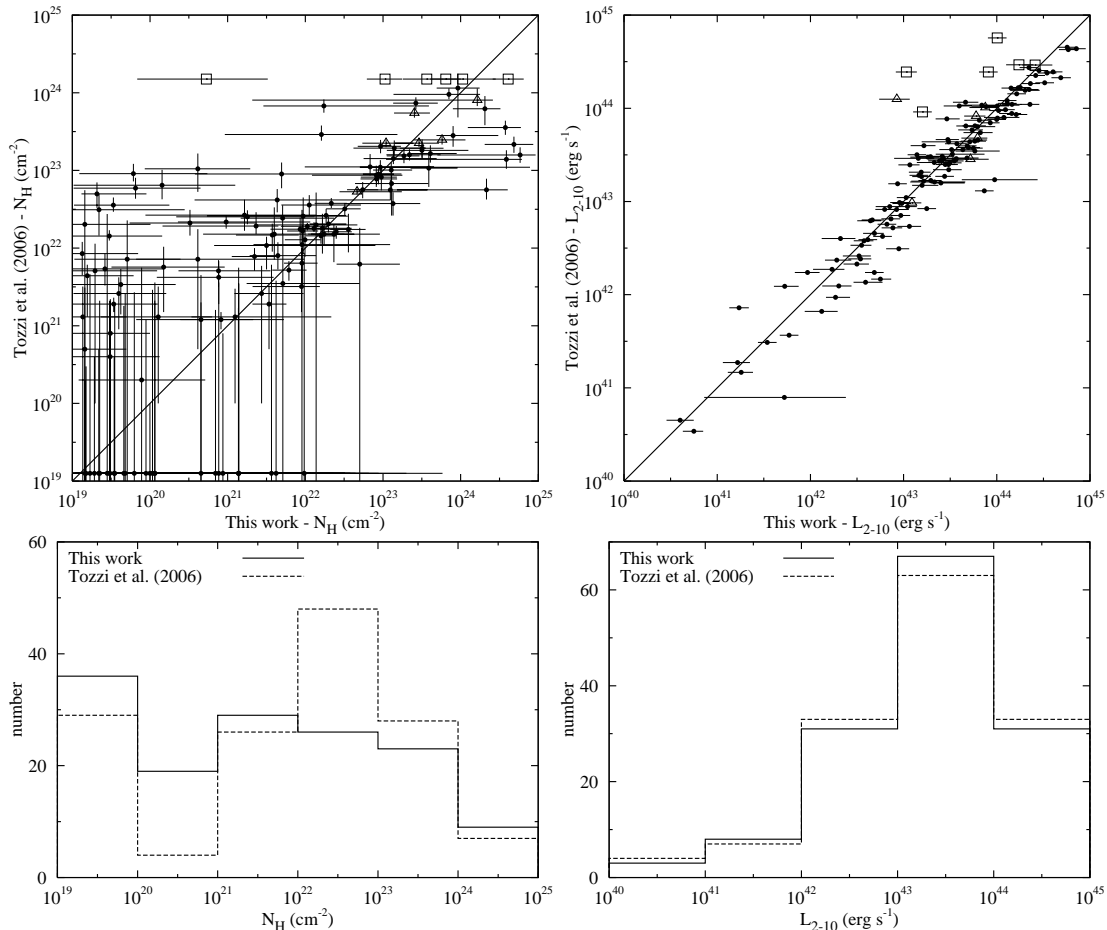 10^25
10^24
10^23
10^22
10^21
10^20
10^19
Tozzi et al. (2006) - N_H (cm^-2)
10^19 10^20 10^21 10^22 10^23 10^24 10^25
This work - N_H (cm^-2)
10^45
10^44
10^43
10^42
10^41
10^40
Tozzi et al. (2006) - L_2-10 (erg s^-1)
10^40 10^41 10^42 10^43 10^44 10^45
This work - L_2-10 (erg s^-1)
60
40
20
0
number
This work
Tozzi et al. (2006)
10^19 10^20 10^21 10^22 10^23 10^24 10^25
N_H (cm^-2)
60
40
20
0
number
This work
Tozzi et al. (2006)
10^40 10^41 10^42 10^43 10^44 10^45
L_2-10 (erg s^-1)